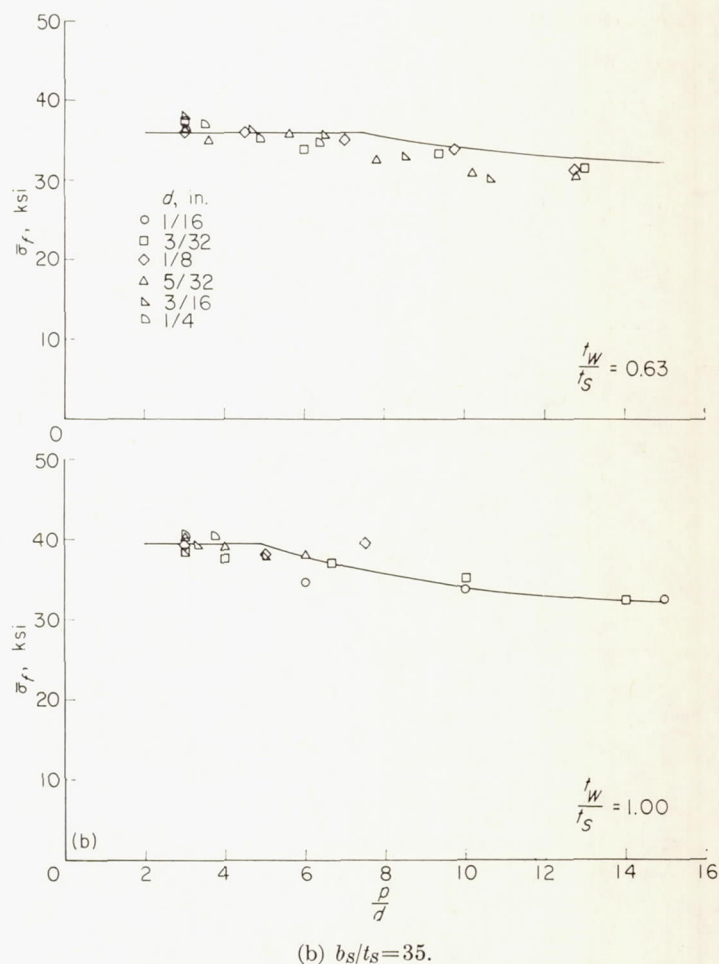 50
40
30
20
10
0
σ̄f, ksi
d, in.
○ 1/16
□ 3/32
◇ 1/8
△ 5/32
◺ 3/16
◗ 1/4
tW/tS = 0.63
50
40
30
20
10
0
σ̄f, ksi
tW/tS = 1.00
(b)
2 4 6 8 10 12 14 16
p/d
(b) bS/tS=35.